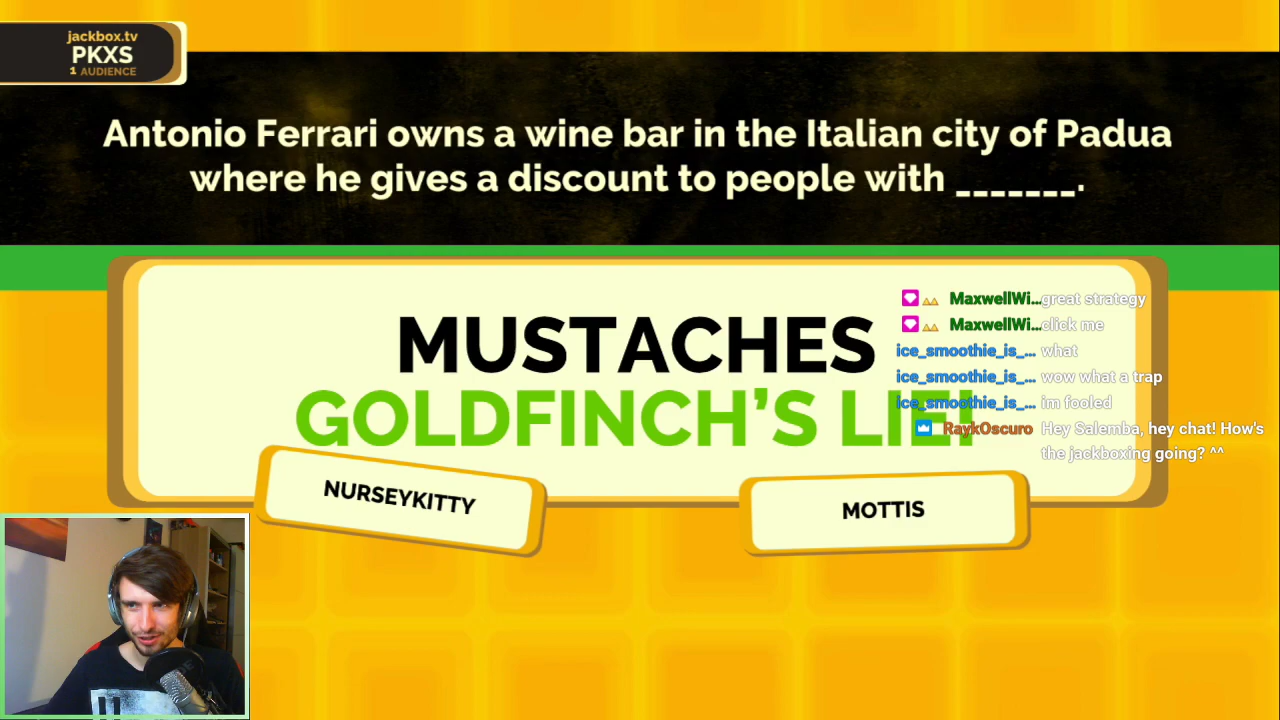 jackbox.tv
PKXS
1 AUDIENCE
Antonio Ferrari owns a wine bar in the Italian city of Padua
where he gives a discount to people with _______.
MUSTACHES
GOLDFINCH'S LIE!
NURSEYKITTY
MOTTIS
MaxwellWi... great strategy
MaxwellWi... click me
ice_smoothie_is_... what
ice_smoothie_is_... wow what a trap
ice_smoothie_is_... im fooled
RaykOscuro Hey Salemba, hey chat! How's
the jackboxing going? ^^